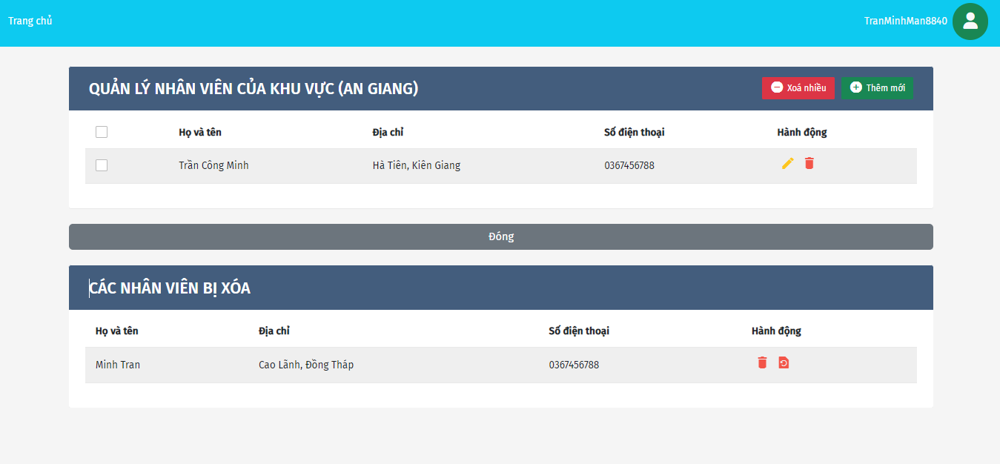 Trang chủ
TranMinhMan8840
QUẢN LÝ NHÂN VIÊN CỦA KHU VỰC (AN GIANG)
Xoá nhiều
Thêm mới
Họ và tên Địa chỉ Số điện thoại Hành động
Trần Công Minh Hà Tiên, Kiên Giang 0367456788
Đóng
CÁC NHÂN VIÊN BỊ XÓA
Họ và tên Địa chỉ Số điện thoại Hành động
Minh Tran Cao Lãnh, Đồng Tháp 0367456788